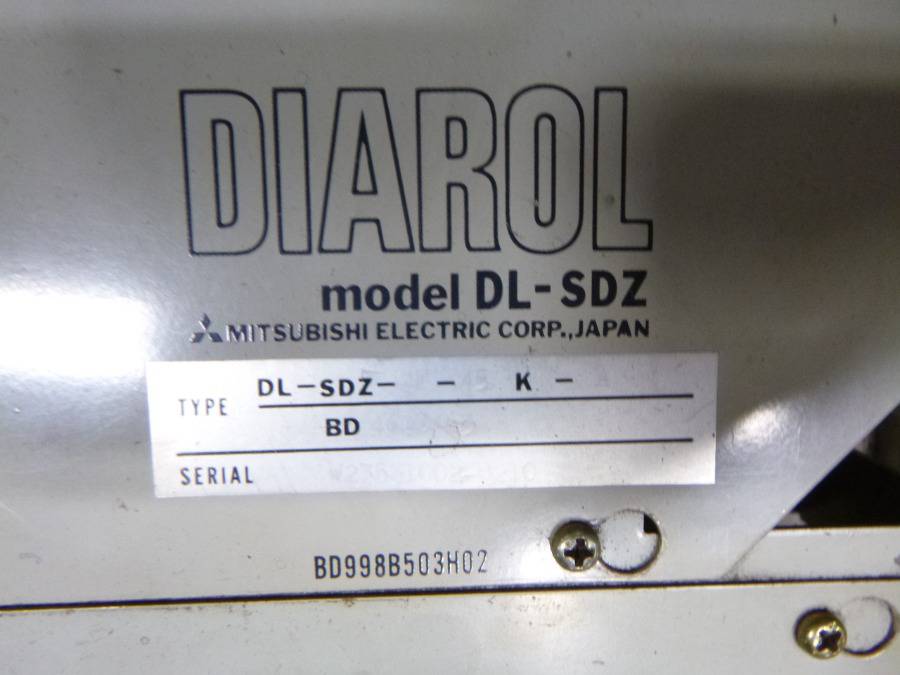 DIAROL
model DL-SDZ
MITSUBISHI ELECTRIC CORP.,JAPAN
TYPE DL-SDZ- - K -
BD
SERIAL
BD998B503H02